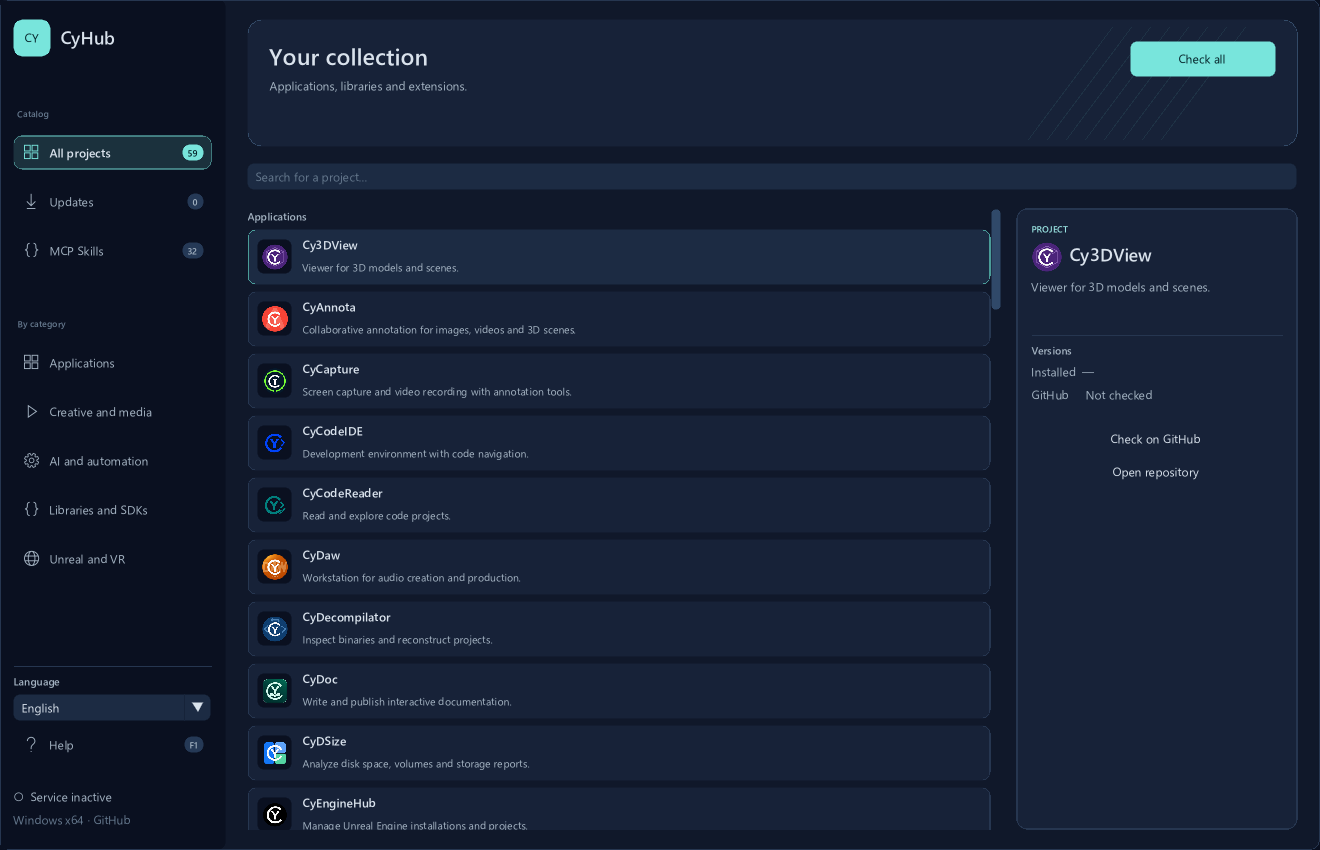 CY CyHub
Catalog
All projects 59
Updates 0
MCP Skills 32
By category
Applications
Creative and media
AI and automation
Libraries and SDKs
Unreal and VR
Language
English
Help F1
Service inactive
Windows x64 · GitHub
Your collection
Applications, libraries and extensions.
Check all
Search for a project...
Applications
Cy3DView
Viewer for 3D models and scenes.
CyAnnota
Collaborative annotation for images, videos and 3D scenes.
CyCapture
Screen capture and video recording with annotation tools.
CyCodeIDE
Development environment with code navigation.
CyCodeReader
Read and explore code projects.
CyDaw
Workstation for audio creation and production.
CyDecompilator
Inspect binaries and reconstruct projects.
CyDoc
Write and publish interactive documentation.
CyDSize
Analyze disk space, volumes and storage reports.
CyEngineHub
Manage Unreal Engine installations and projects.
PROJECT
Cy3DView
Viewer for 3D models and scenes.
Versions
Installed —
GitHub Not checked
Check on GitHub
Open repository